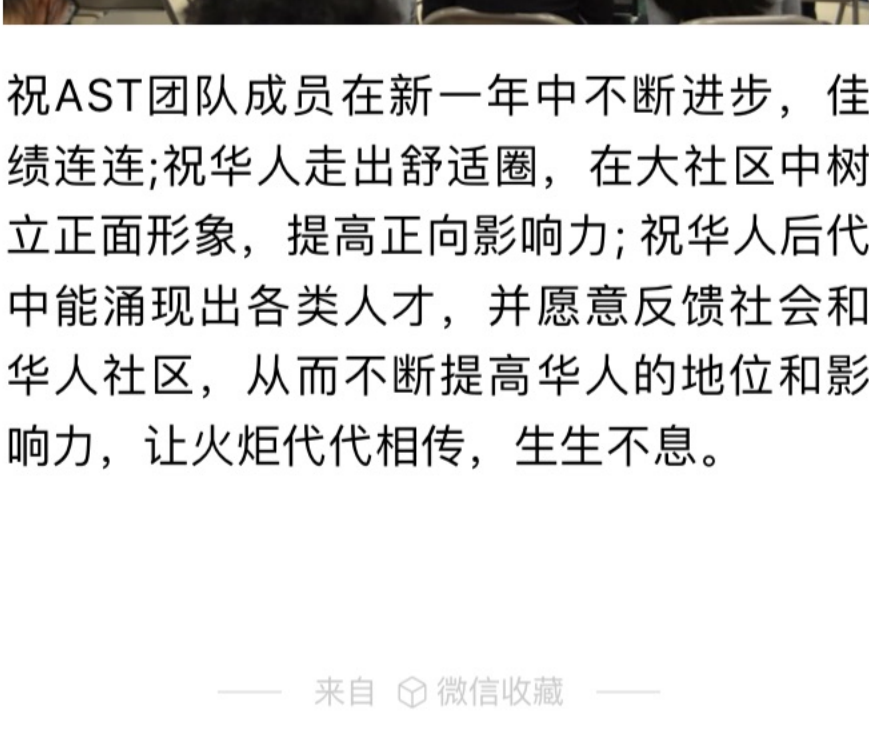 祝AST团队成员在新一年中不断进步，佳
绩连连;祝华人走出舒适圈，在大社区中树
立正面形象，提高正向影响力; 祝华人后代
中能涌现出各类人才，并愿意反馈社会和
华人社区，从而不断提高华人的地位和影
响力，让火炬代代相传，生生不息。
来自 微信收藏